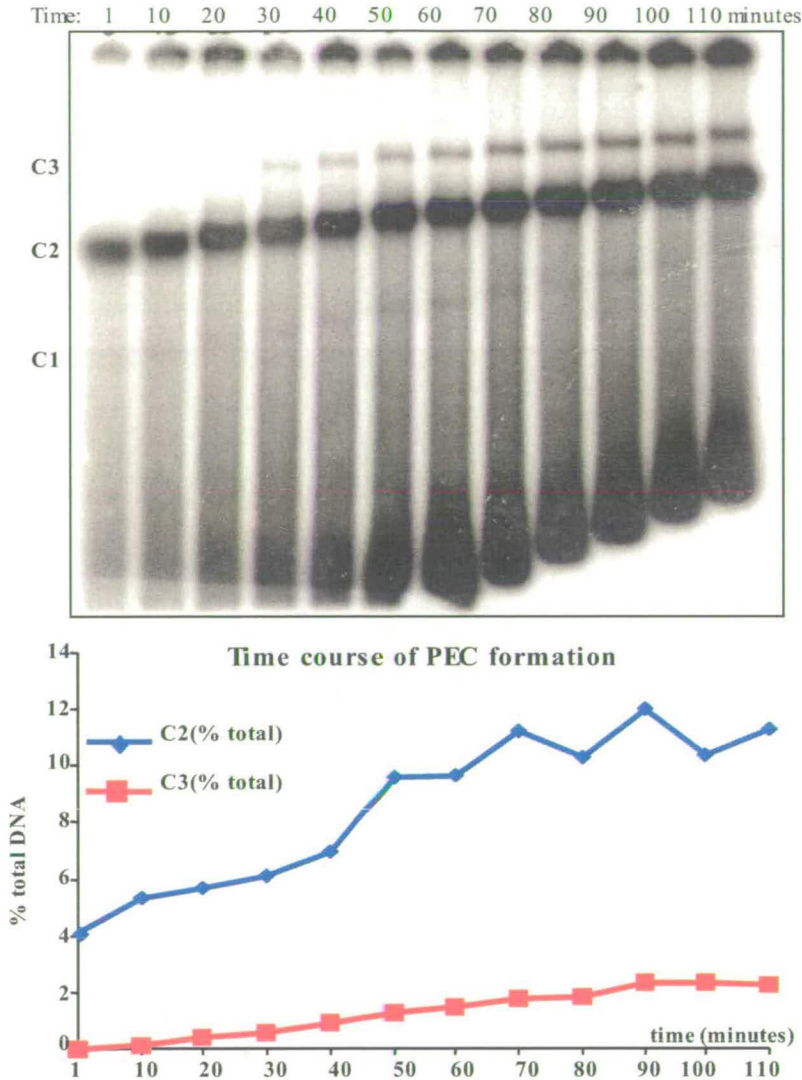 Time: 1 10 20 30 40 50 60 70 80 90 100 110 minutes
C3
C2
C1
Time course of PEC formation
14
12
10
8
6
4
2
0
% total DNA
C2(% total)
C3(% total)
time (minutes)
1 10 20 30 40 50 60 70 80 90 100 110